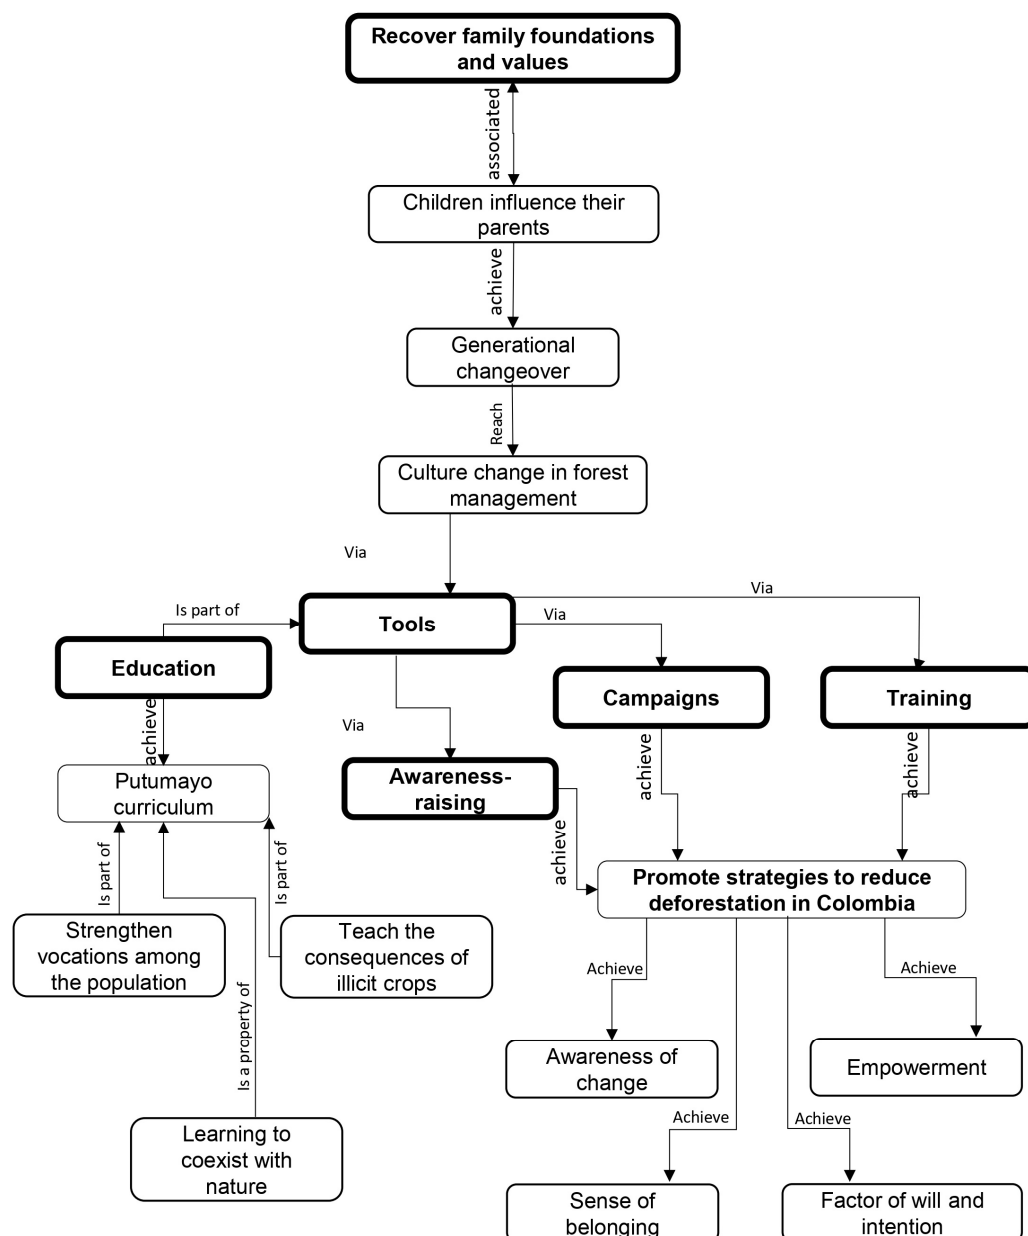 Recover family foundations
and values
associated
Children influence their
parents
achieve
Generational
changeover
Reach
Culture change in forest
management
Via
Via
Is part of
Tools
Via
Education
Campaigns
Training
achieve
Via
achieve
achieve
Putumayo
curriculum
Awareness-
raising
achieve
Is part of
Is part of
Promote strategies to reduce
deforestation in Colombia
Strengthen
vocations among
the population
Teach the
consequences of
illicit crops
Achieve
Achieve
Is a property of
Awareness of
change
Empowerment
Achieve
Achieve
Learning to
coexist with
nature
Sense of
belonging
Factor of will and
intention